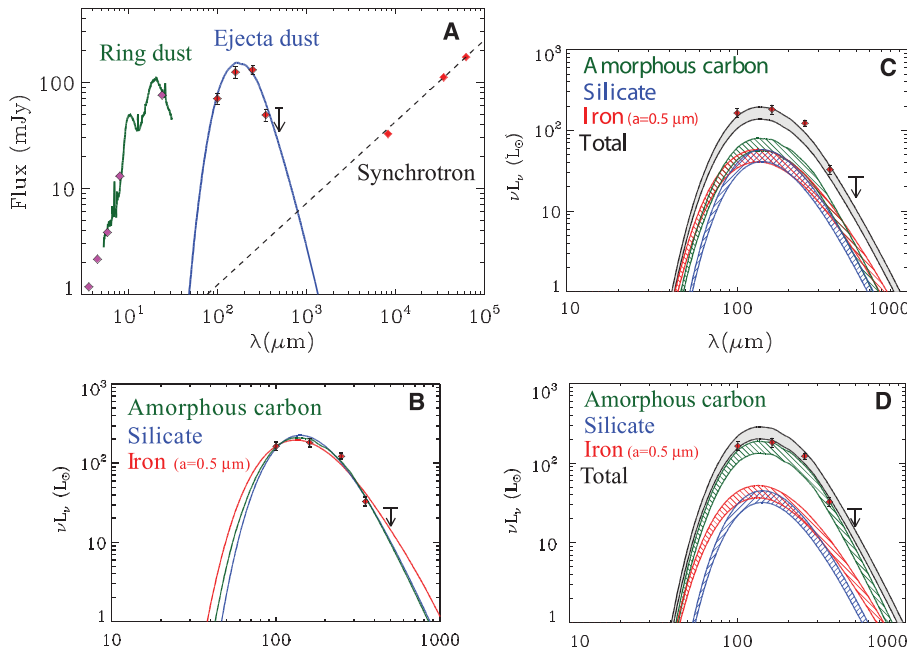 A
Ring dust
Ejecta dust
Synchrotron
Flux (mJy)
100
10
1
10¹ 10² 10³ 10⁴ 10⁵
λ(μm)
C
Amorphous carbon
Silicate
Iron (a=0.5 μm)
Total
νLν (L⊙)
10³
10²
10
1
10 100 1000
λ(μm)
B
Amorphous carbon
Silicate
Iron (a=0.5 μm)
νLν (L⊙)
10³
10²
10
1
10 100 1000
D
Amorphous carbon
Silicate
Iron (a=0.5 μm)
Total
νLν (L⊙)
10³
10²
10
1
10 100 1000